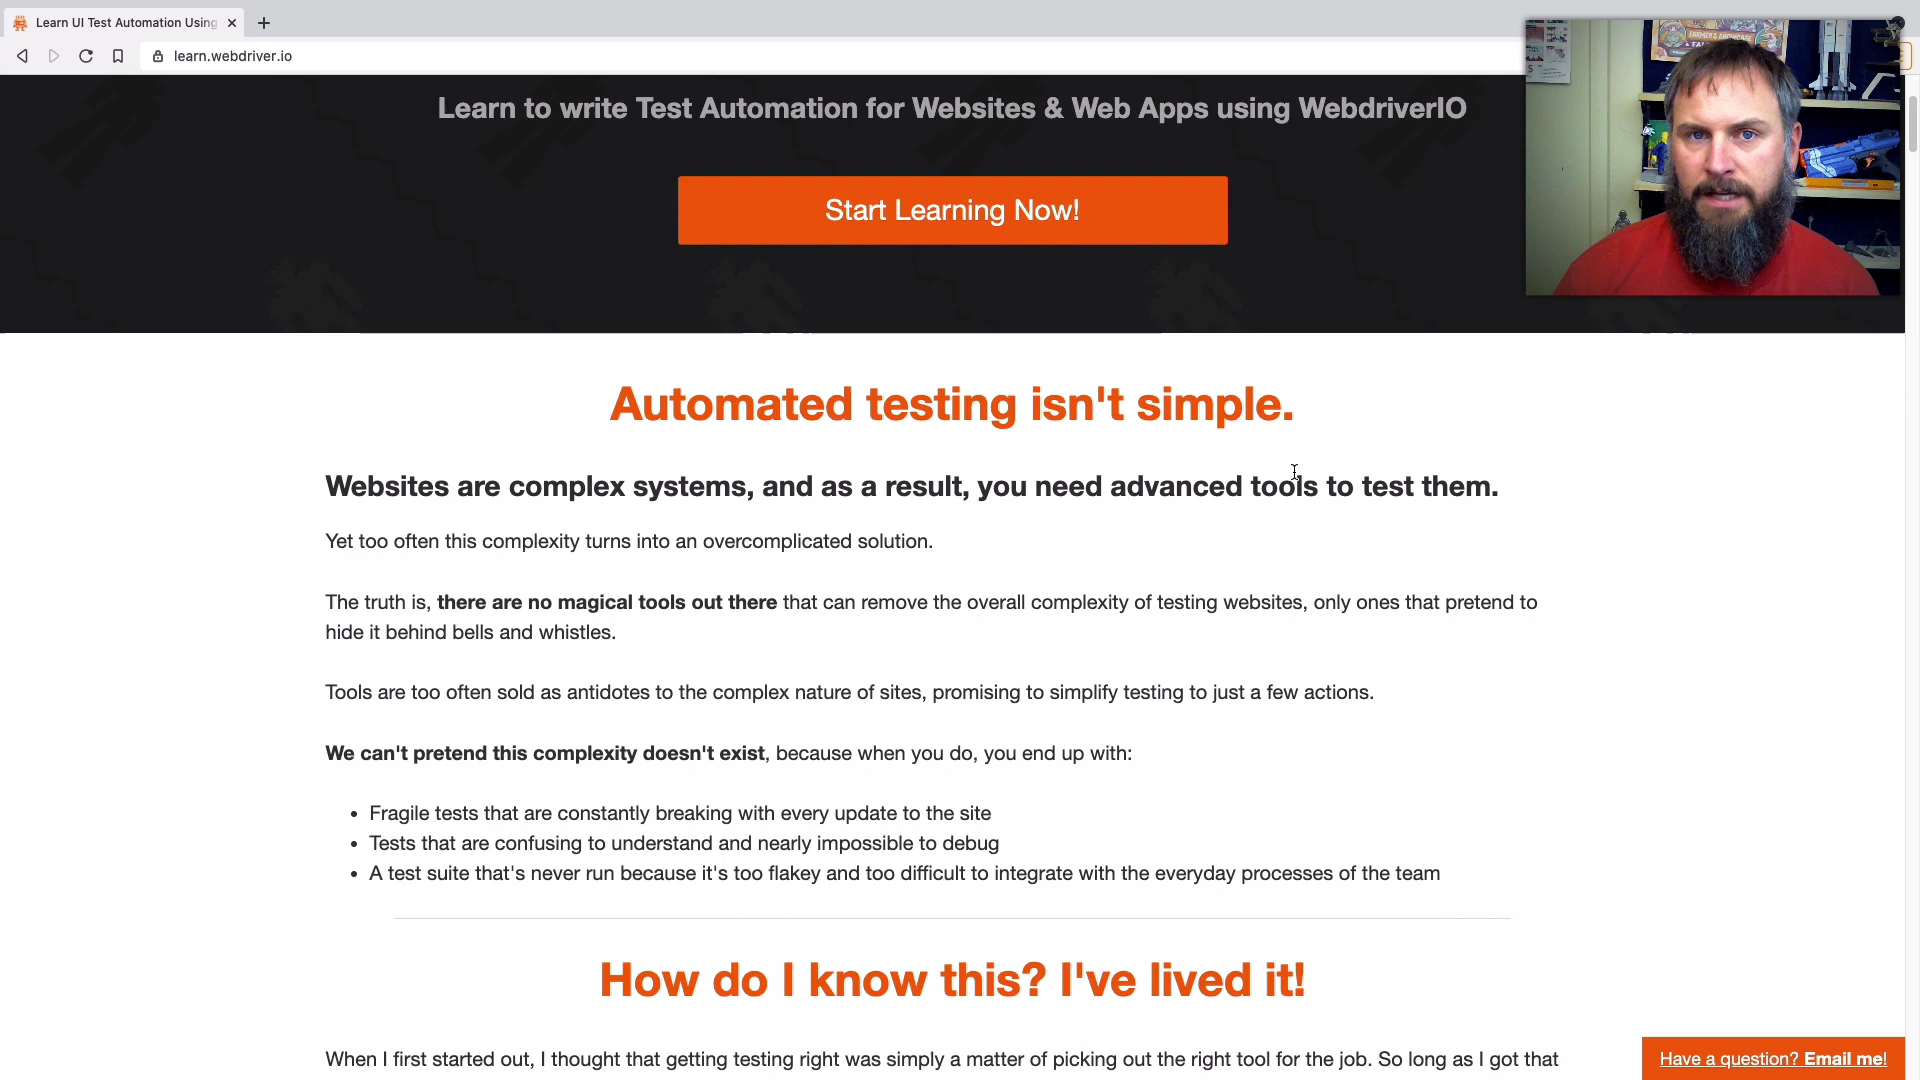 Learn UI Test Automation Using
learn.webdriver.io
Learn to write Test Automation for Websites & Web Apps using WebdriverIO
Start Learning Now!
Automated testing isn't simple.
Websites are complex systems, and as a result, you need advanced tools to test them.
Yet too often this complexity turns into an overcomplicated solution.
The truth is, there are no magical tools out there that can remove the overall complexity of testing websites, only ones that pretend to
hide it behind bells and whistles.
Tools are too often sold as antidotes to the complex nature of sites, promising to simplify testing to just a few actions.
We can't pretend this complexity doesn't exist, because when you do, you end up with:
• Fragile tests that are constantly breaking with every update to the site
• Tests that are confusing to understand and nearly impossible to debug
• A test suite that's never run because it's too flakey and too difficult to integrate with the everyday processes of the team
How do I know this? I've lived it!
When I first started out, I thought that getting testing right was simply a matter of picking out the right tool for the job. So long as I got that
Have a question? Email me!